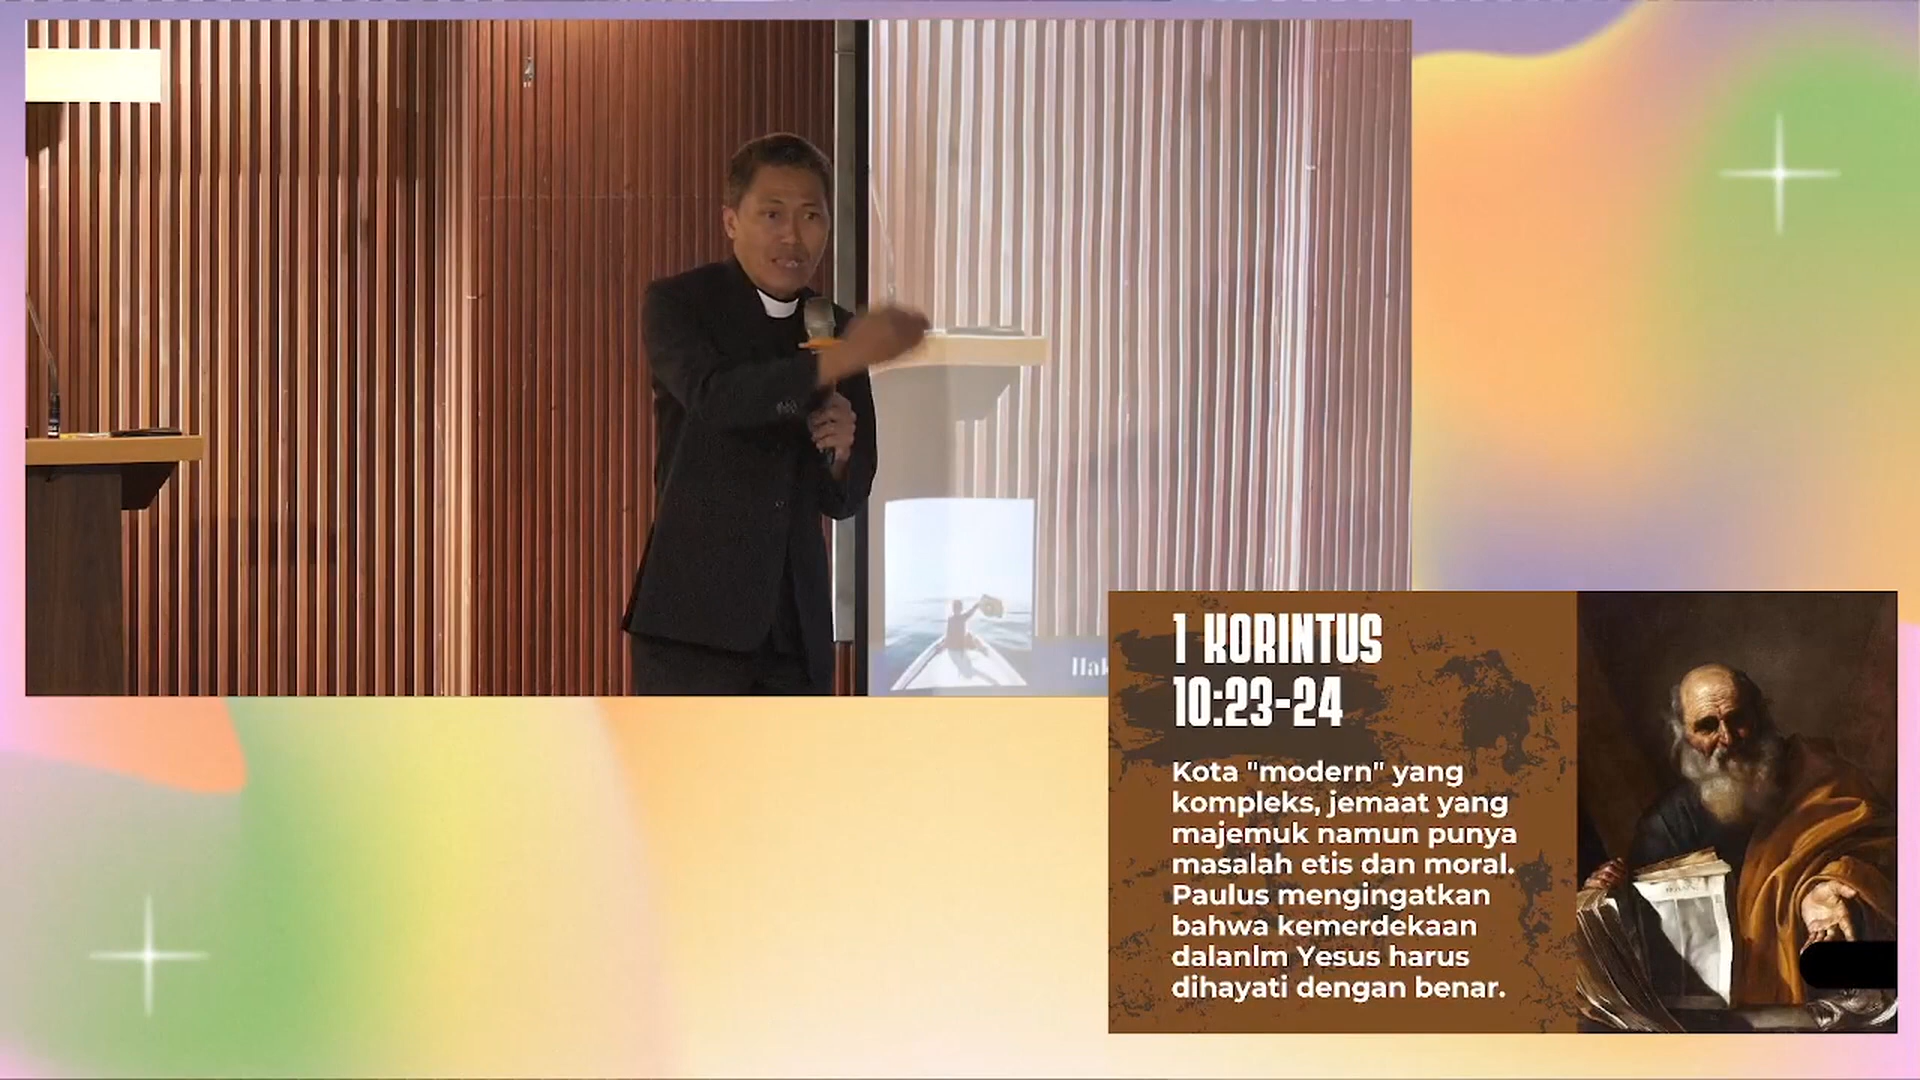 1 KORINTUS
10:23-24
Kota "modern" yang
kompleks, jemaat yang
majemuk namun punya
masalah etis dan moral.
Paulus mengingatkan
bahwa kemerdekaan
dalanlm Yesus harus
dihayati dengan benar.